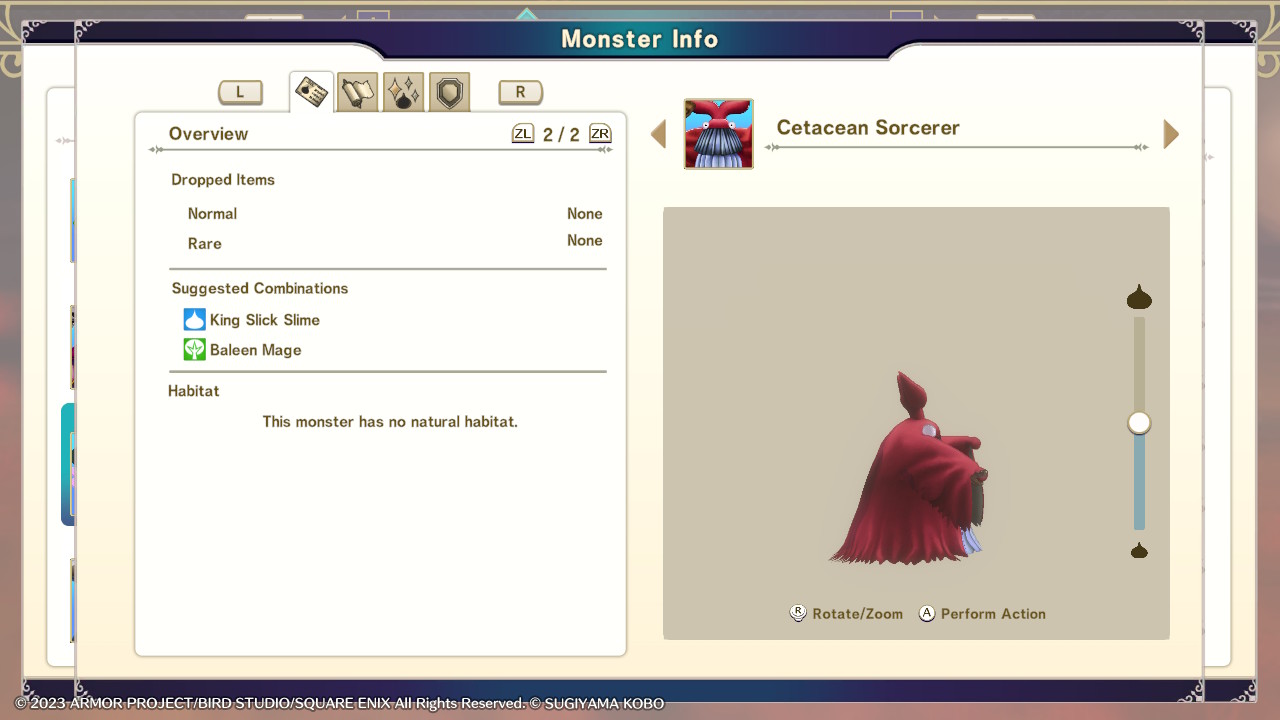 Monster Info
L
R
Overview
ZL 2 / 2 ZR
Dropped Items
Normal None
Rare None
Suggested Combinations
King Slick Slime
Baleen Mage
Habitat
This monster has no natural habitat.
Cetacean Sorcerer
R Rotate/Zoom A Perform Action
© 2023 ARMOR PROJECT/BIRD STUDIO/SQUARE ENIX All Rights Reserved. © SUGIYAMA KOBO